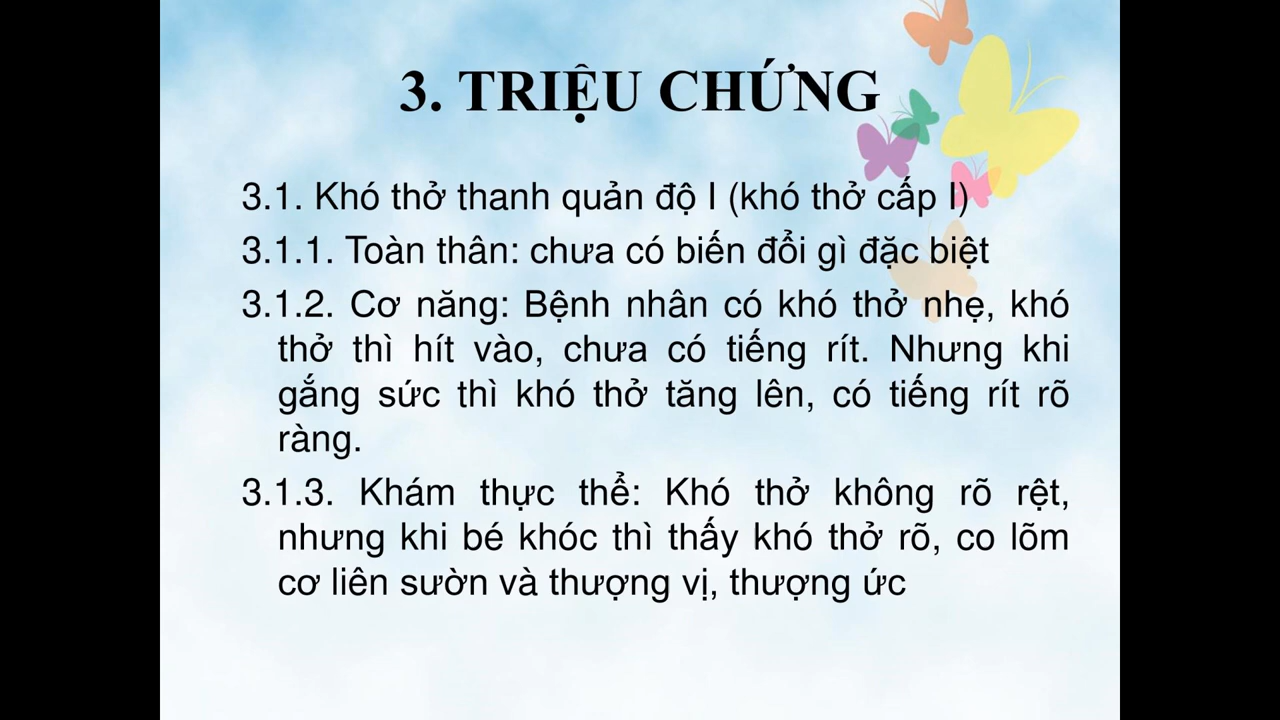 3. TRIỆU CHỨNG
3.1. Khó thở thanh quản độ I (khó thở cấp I)
3.1.1. Toàn thân: chưa có biến đổi gì đặc biệt
3.1.2. Cơ năng: Bệnh nhân có khó thở nhẹ, khó
thở thì hít vào, chưa có tiếng rít. Nhưng khi
gắng sức thì khó thở tăng lên, có tiếng rít rõ
ràng.
3.1.3. Khám thực thể: Khó thở không rõ rệt,
nhưng khi bé khóc thì thấy khó thở rõ, co lõm
cơ liên sườn và thượng vị, thượng ức